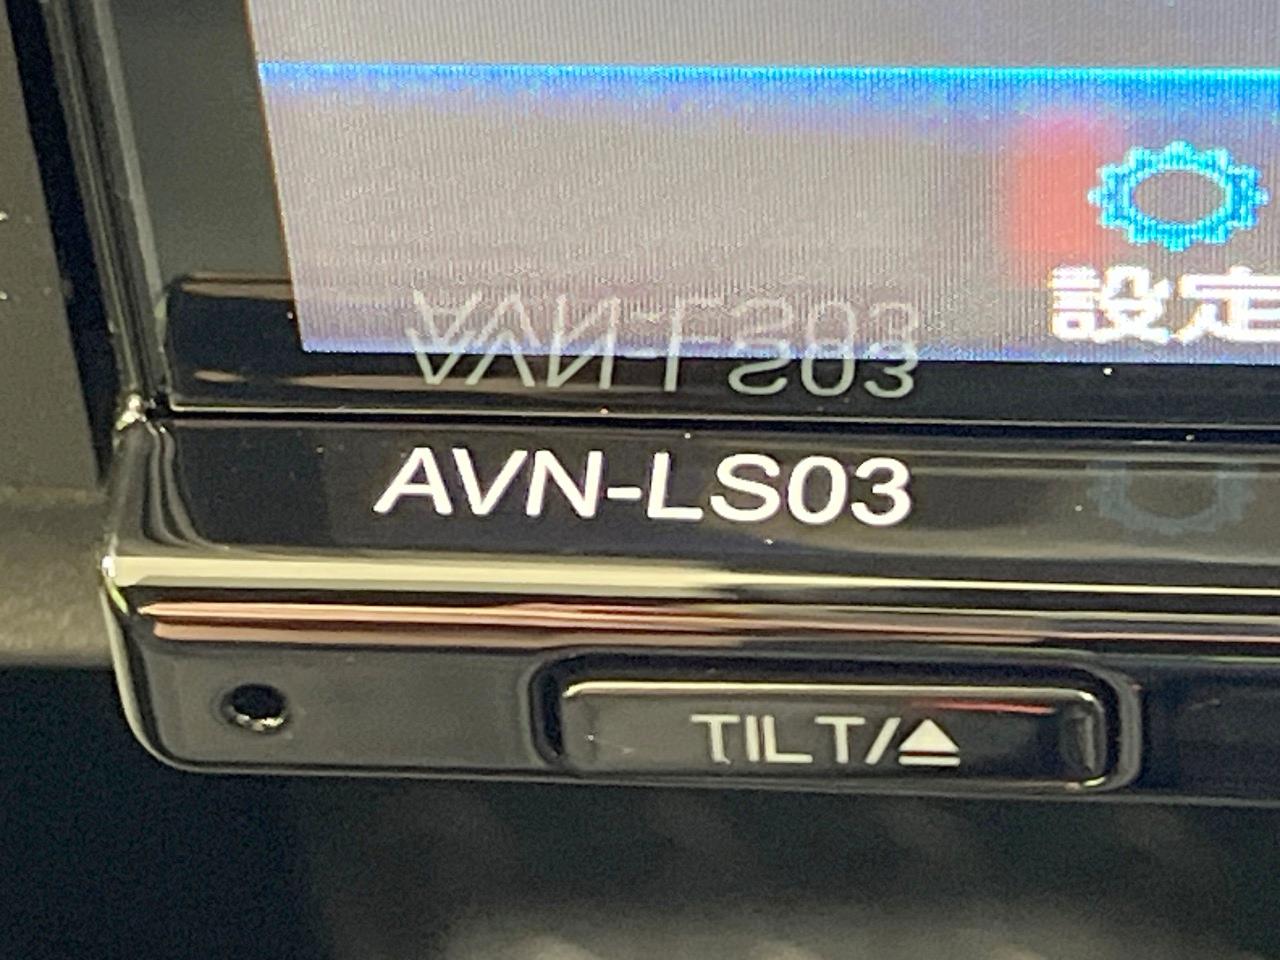 設定
AVN-LS03
TILT/⏏